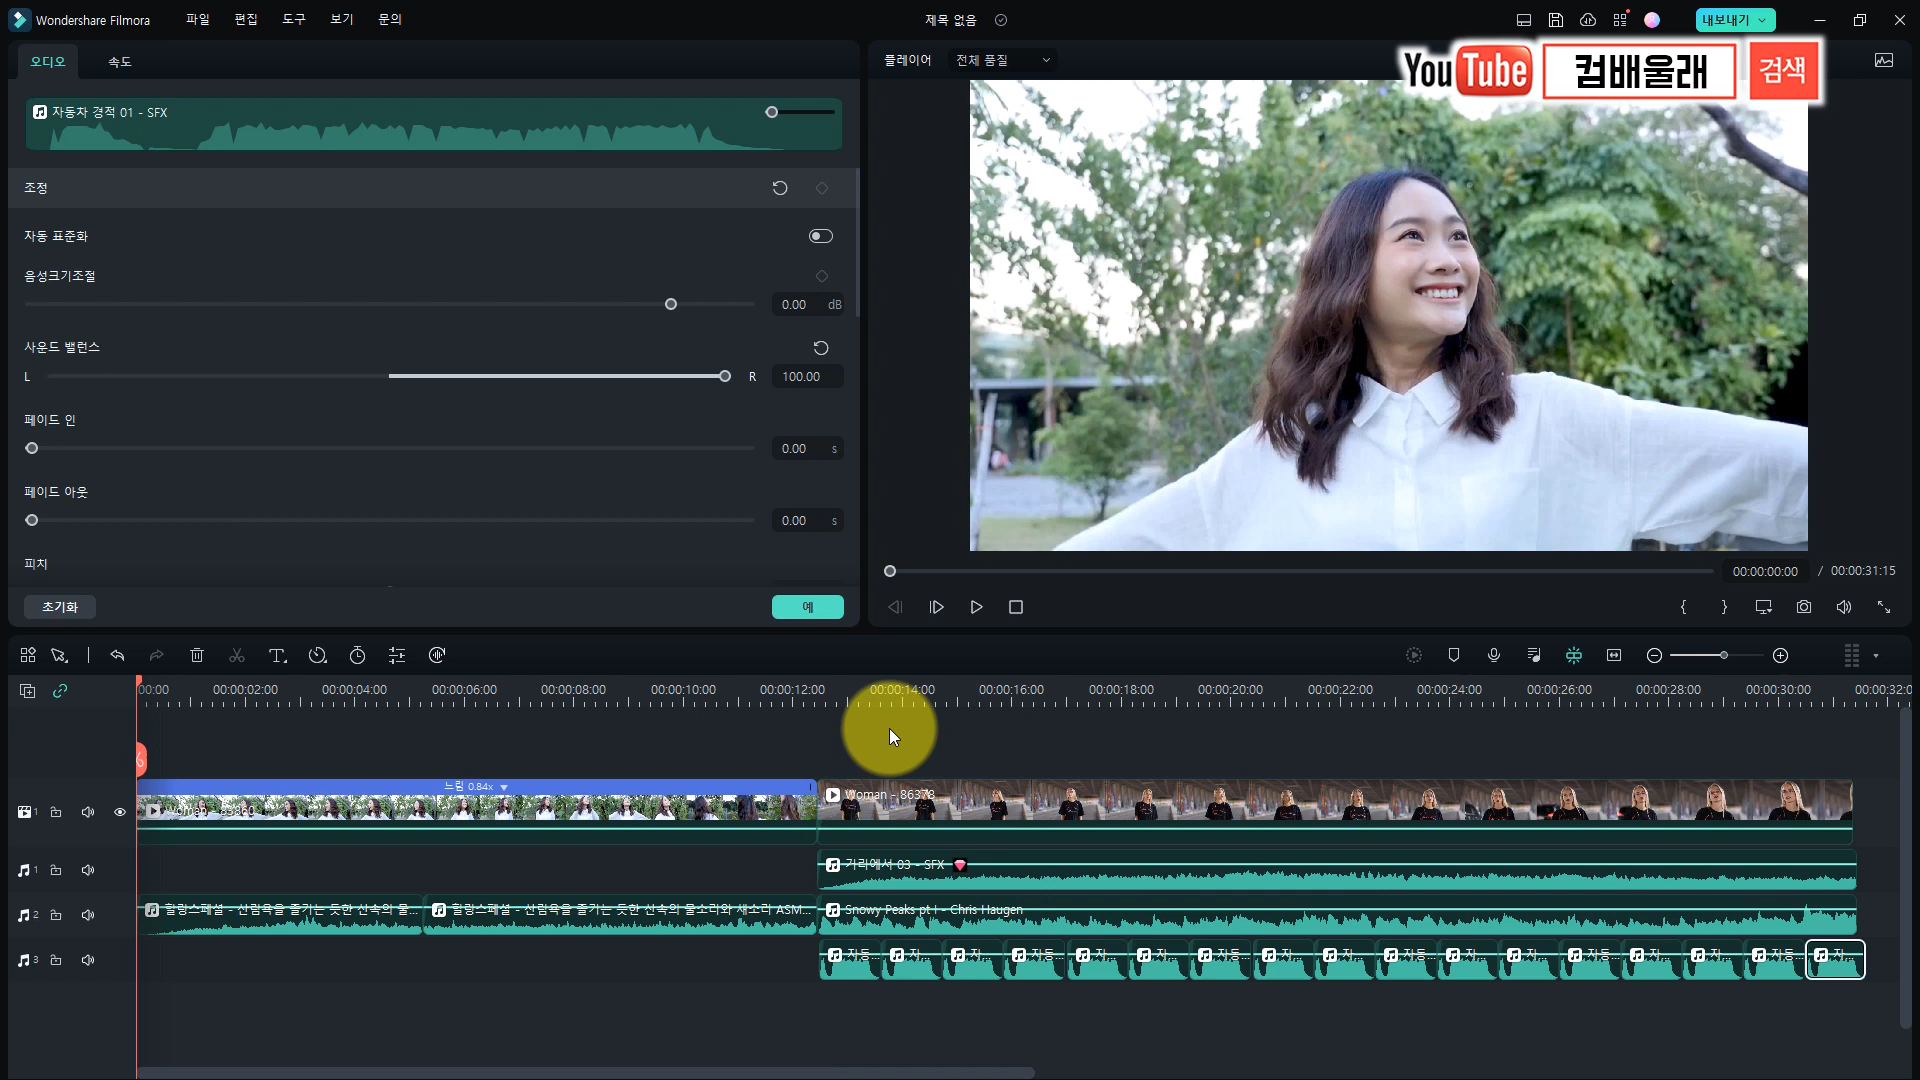 Wondershare Filmora
파일
편집
도구
보기
문의
제목 없음
내보내기
YouTube
컴배울래
검색
오디오
속도
플레이어
전체 품질
자동차 경적 01 - SFX
조정
자동 표준화
음성크기조절
0.00 dB
사운드 밸런스
L
R
100.00
페이드 인
0.00 s
페이드 아웃
0.00 s
피치
초기화
예
00:00:00:00 / 00:00:31:15
00:00
00:00:02:00
00:00:04:00
00:00:06:00
00:00:08:00
00:00:10:00
00:00:12:00
00:00:14:00
00:00:16:00
00:00:18:00
00:00:20:00
00:00:22:00
00:00:24:00
00:00:26:00
00:00:28:00
00:00:30:00
00:00:32:0
느림 0.84x
1
Woman - 86373
1
거리에서 03 - SFX
2
힐링스페셜 - 산림욕을 즐기는 듯한 산속의 물...
힐링스페셜 - 산림욕을 즐기는 듯한 산속의 물소리와 새소리 ASM...
Snowy Peaks pt I - Chris Haugen
3
자동...
자...
자...
자동...
자...
자...
자동...
자...
자...
자동...
자...
자...
자동...
자...
자...
자동...
자...